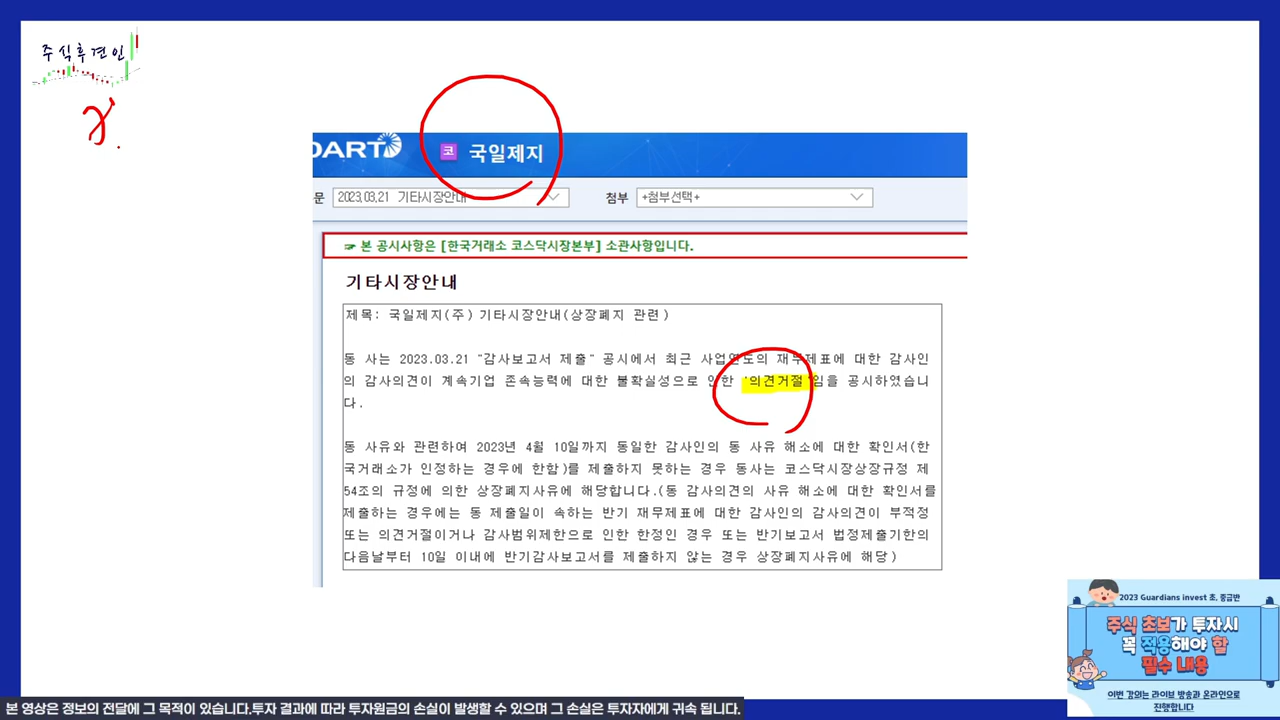 주식후견인
DART
코 국일제지
문 2023.03.21 기타시장안내
첨부 +첨부선택+
☞ 본 공시사항은 [한국거래소 코스닥시장본부] 소관사항입니다.
기타시장안내
제목: 국일제지(주) 기타시장안내(상장폐지 관련)
동 사는 2023.03.21 "감사보고서 제출" 공시에서 최근 사업연도의 재무제표에 대한 감사인
의 감사의견이 계속기업 존속능력에 대한 불확실성으로 인한 '의견거절'임을 공시하였습니
다.
동 사유와 관련하여 2023년 4월 10일까지 동일한 감사인의 동 사유 해소에 대한 확인서(한
국거래소가 인정하는 경우에 한함)를 제출하지 못하는 경우 동사는 코스닥시장상장규정 제
54조의 규정에 의한 상장폐지사유에 해당합니다.(동 감사의견의 사유 해소에 대한 확인서를
제출하는 경우에는 동 제출일이 속하는 반기 재무제표에 대한 감사인의 감사의견이 부적정
또는 의견거절이거나 감사범위제한으로 인한 한정인 경우 또는 반기보고서 법정제출기한의
다음날부터 10일 이내에 반기감사보고서를 제출하지 않는 경우 상장폐지사유에 해당)
2023 Guardians invest 초, 중급반
주식 초보가 투자시
꼭 적용해야 할
필수 내용
이번 강의는 라이브 방송과 온라인으로
진행합니다
본 영상은 정보의 전달에 그 목적이 있습니다.투자 결과에 따라 투자원금의 손실이 발생할 수 있으며 그 손실은 투자자에게 귀속 됩니다.